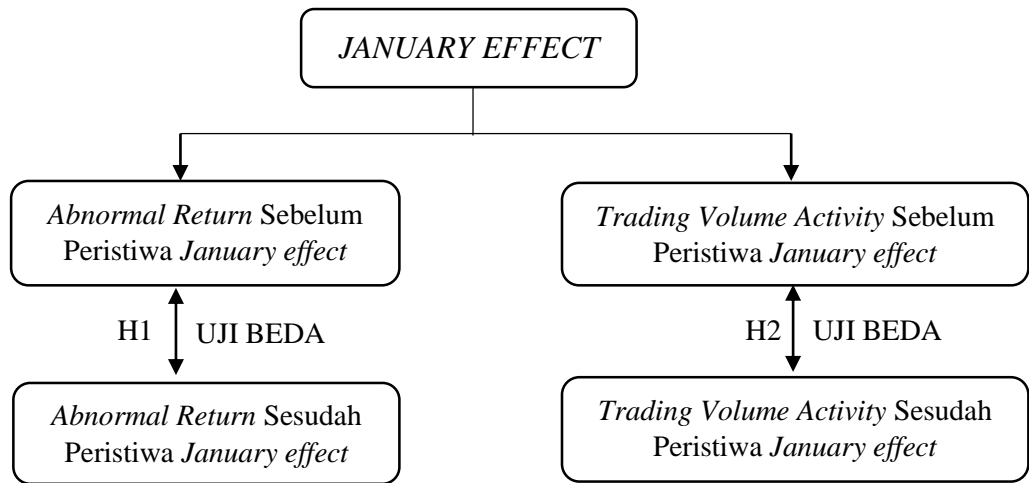 JANUARY EFFECT
Abnormal Return Sebelum
Peristiwa January effect
Trading Volume Activity Sebelum
Peristiwa January effect
H1
UJI BEDA
H2
UJI BEDA
Abnormal Return Sesudah
Peristiwa January effect
Trading Volume Activity Sesudah
Peristiwa January effect